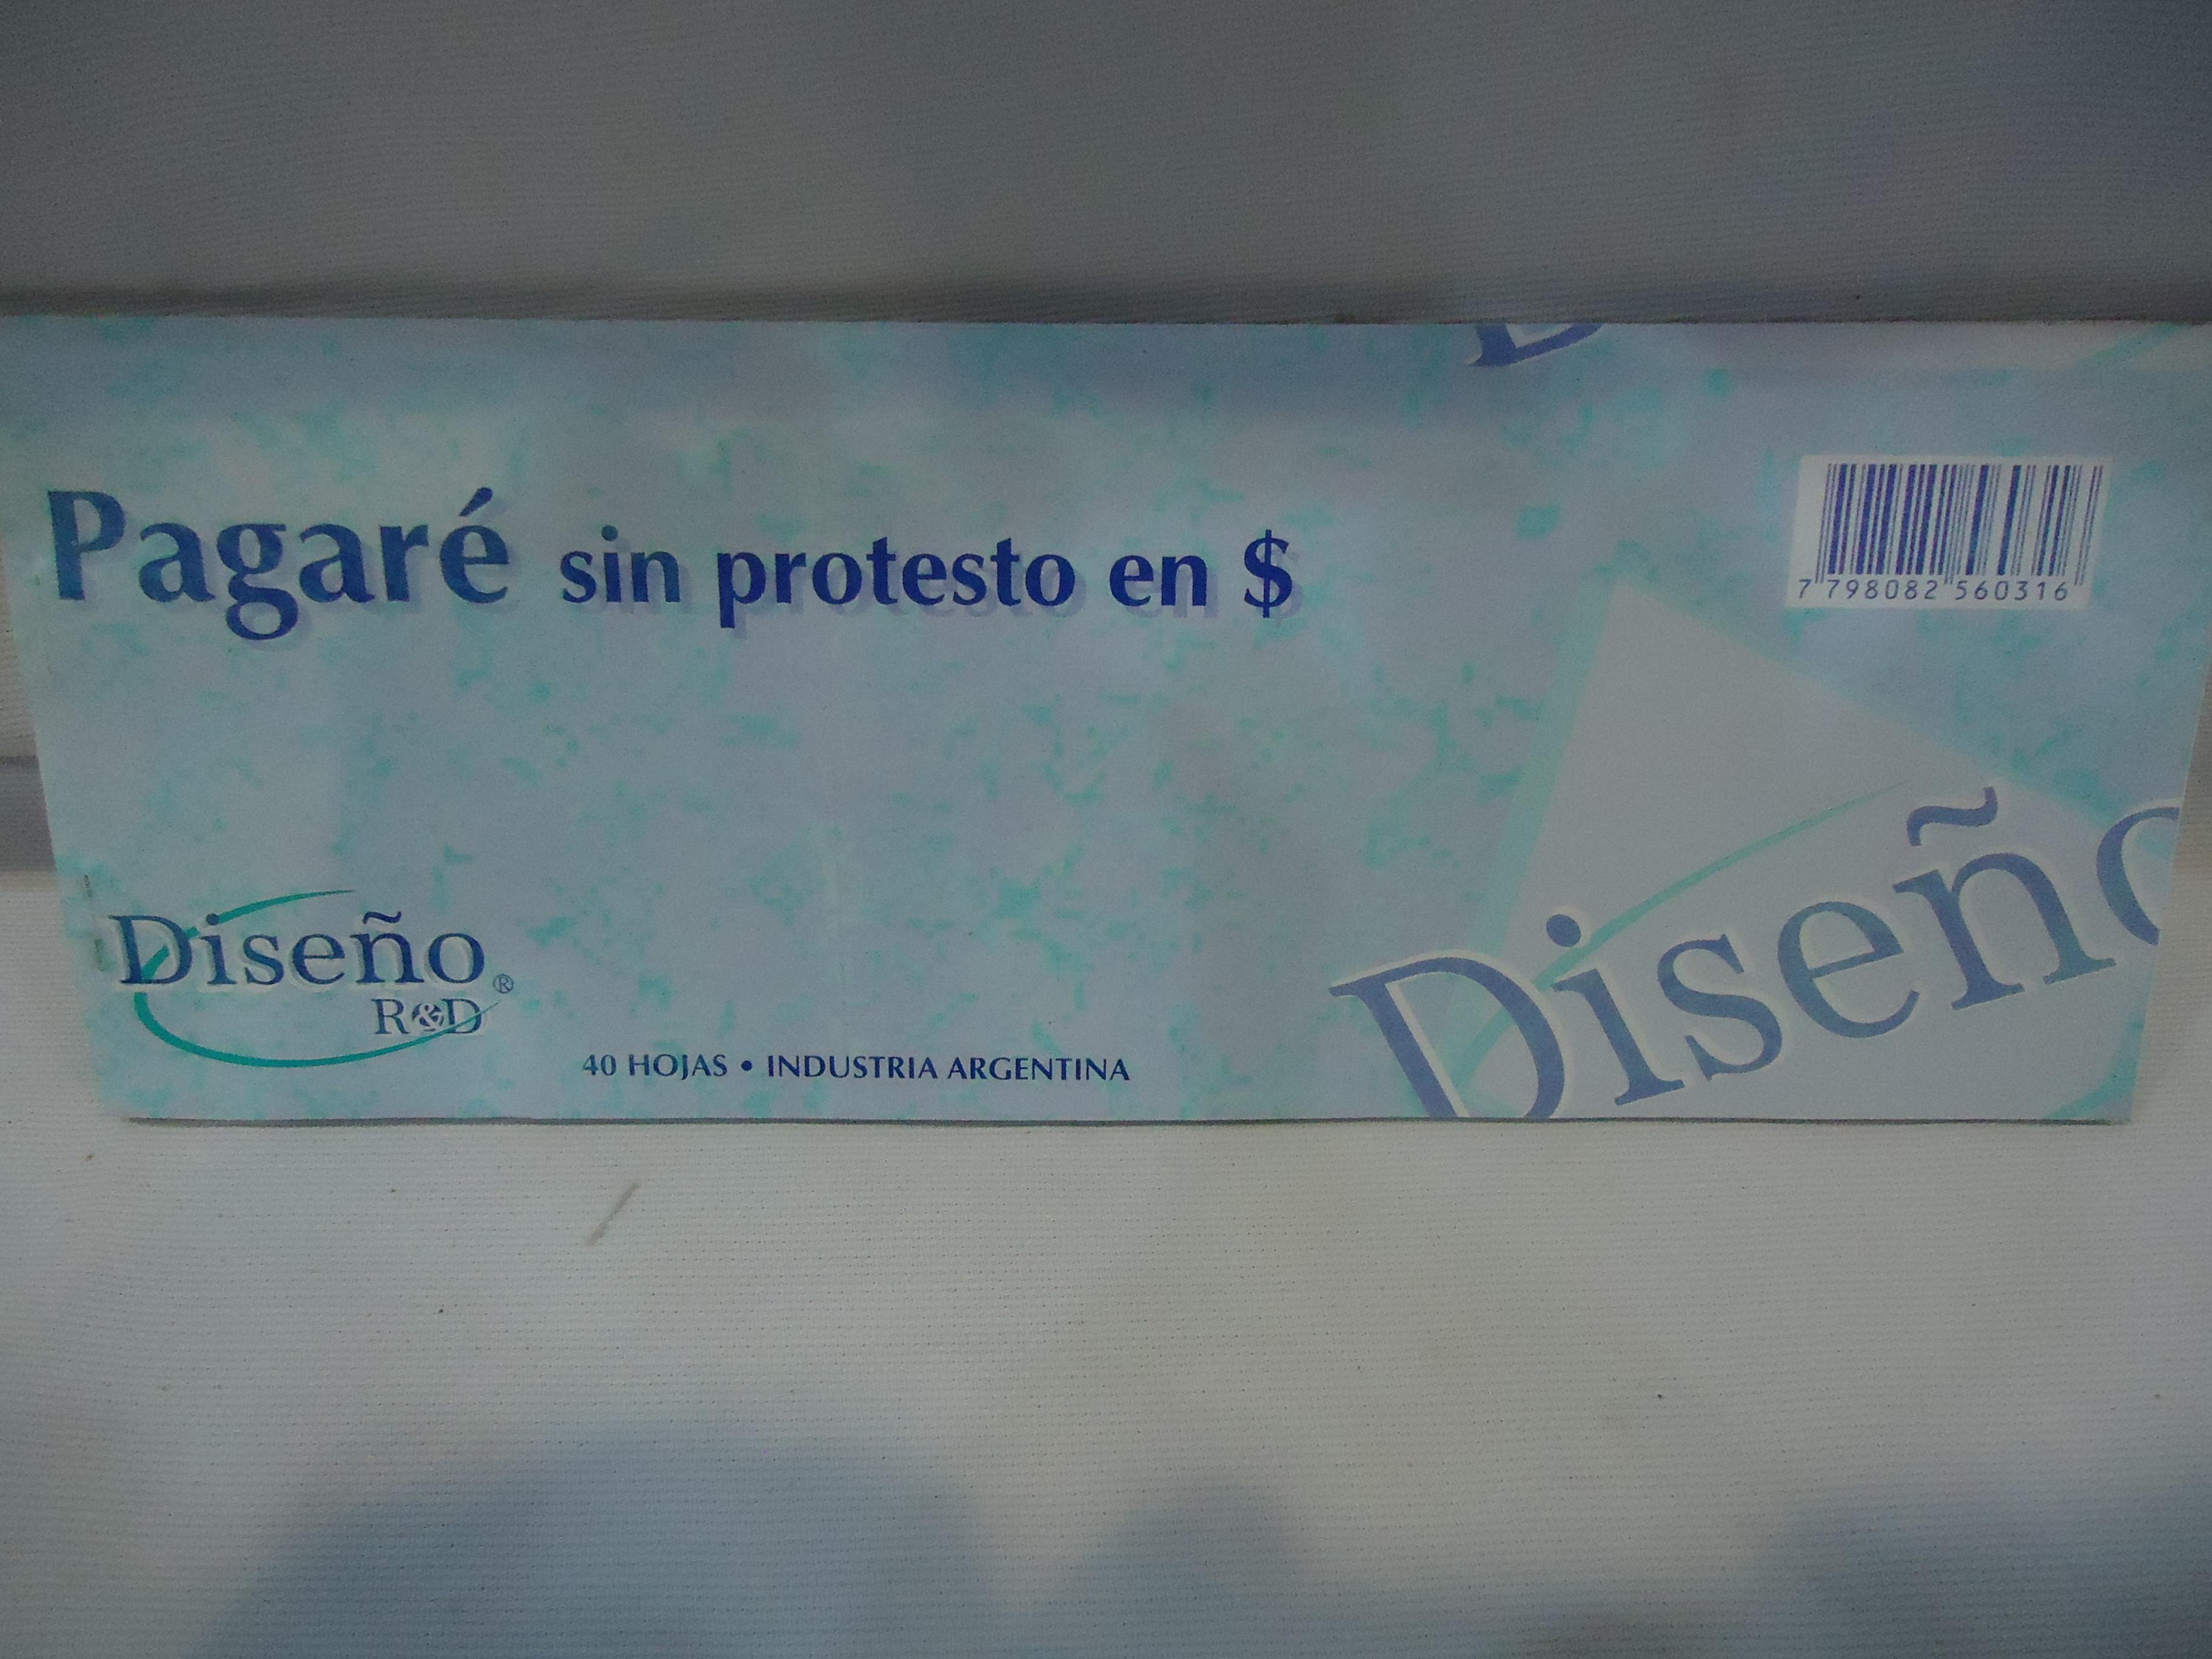 Pagaré sin protesto en $
7 798082 560316
Diseño®
R&D
40 HOJAS • INDUSTRIA ARGENTINA
Diseño